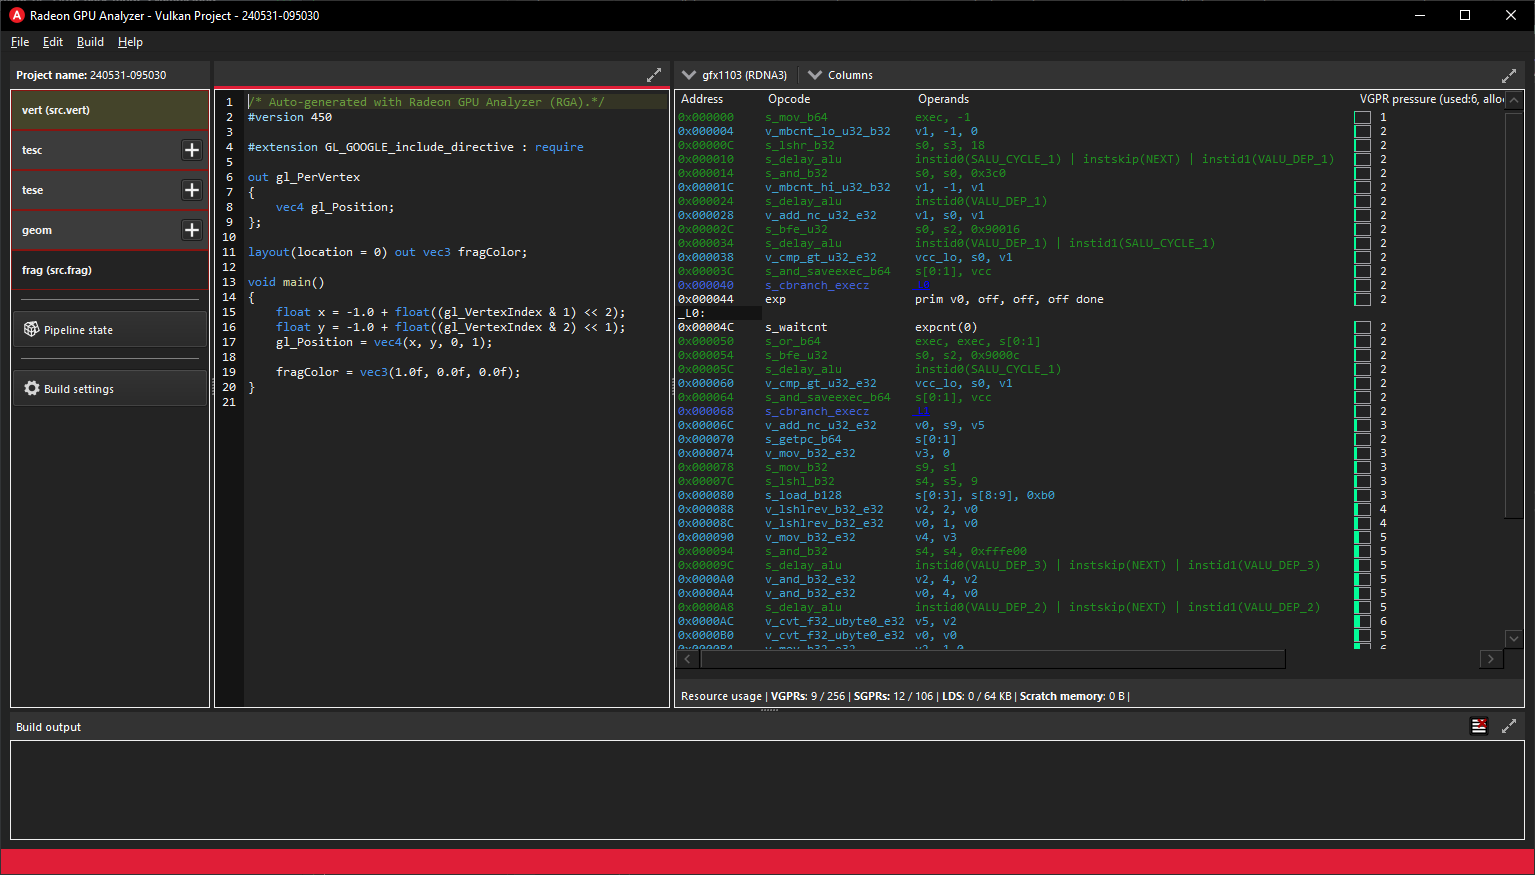 Radeon GPU Analyzer - Vulkan Project - 240531-095030
File Edit Build Help
Project name: 240531-095030
vert (src.vert)
tesc
tese
geom
frag (src.frag)
Pipeline state
Build settings
1 /* Auto-generated with Radeon GPU Analyzer (RGA).*/
2 #version 450
3
4 #extension GL_GOOGLE_include_directive : require
5
6 out gl_PerVertex
7 {
8 vec4 gl_Position;
9 };
10
11 layout(location = 0) out vec3 fragColor;
12
13 void main()
14 {
15 float x = -1.0 + float((gl_VertexIndex & 1) << 2);
16 float y = -1.0 + float((gl_VertexIndex & 2) << 1);
17 gl_Position = vec4(x, y, 0, 1);
18
19 fragColor = vec3(1.0f, 0.0f, 0.0f);
20 }
21
gfx1103 (RDNA3) Columns
Address Opcode Operands VGPR pressure (used:6, alloc
0x000000 s_mov_b64 exec, -1 1
0x000004 v_mbcnt_lo_u32_b32 v1, -1, 0 2
0x00000C s_lshr_b32 s0, s3, 18 2
0x000010 s_delay_alu instid0(SALU_CYCLE_1) | instskip(NEXT) | instid1(VALU_DEP_1) 2
0x000014 s_and_b32 s0, s0, 0x3c0 2
0x00001C v_mbcnt_hi_u32_b32 v1, -1, v1 2
0x000024 s_delay_alu instid0(VALU_DEP_1) 2
0x000028 v_add_nc_u32_e32 v1, s0, v1 2
0x00002C s_bfe_u32 s0, s2, 0x90016 2
0x000034 s_delay_alu instid0(VALU_DEP_1) | instid1(SALU_CYCLE_1) 2
0x000038 v_cmp_gt_u32_e32 vcc_lo, s0, v1 2
0x00003C s_and_saveexec_b64 s[0:1], vcc 2
0x000040 s_cbranch_execz 2
0x000044 exp prim v0, off, off, off done 2
_L0:
0x00004C s_waitcnt expcnt(0) 2
0x000050 s_or_b64 exec, exec, s[0:1] 2
0x000054 s_bfe_u32 s0, s2, 0x9000c 2
0x00005C s_delay_alu instid0(SALU_CYCLE_1) 2
0x000060 v_cmp_gt_u32_e32 vcc_lo, s0, v1 2
0x000064 s_and_saveexec_b64 s[0:1], vcc 2
0x000068 s_cbranch_execz 2
0x00006C v_add_nc_u32_e32 v0, s9, v5 3
0x000070 s_getpc_b64 s[0:1] 2
0x000074 v_mov_b32_e32 v3, 0 3
0x000078 s_mov_b32 s9, s1 3
0x00007C s_lshl_b32 s4, s5, 9 3
0x000080 s_load_b128 s[0:3], s[8:9], 0xb0 3
0x000088 v_lshlrev_b32_e32 v2, 2, v0 4
0x00008C v_lshlrev_b32_e32 v0, 1, v0 4
0x000090 v_mov_b32_e32 v4, v3 5
0x000094 s_and_b32 s4, s4, 0xfffe00 5
0x00009C s_delay_alu instid0(VALU_DEP_3) | instskip(NEXT) | instid1(VALU_DEP_3) 5
0x0000A0 v_and_b32_e32 v2, 4, v2 5
0x0000A4 v_and_b32_e32 v0, 4, v0 5
0x0000A8 s_delay_alu instid0(VALU_DEP_2) | instskip(NEXT) | instid1(VALU_DEP_2) 5
0x0000AC v_cvt_f32_ubyte0_e32 v5, v2 6
0x0000B0 v_cvt_f32_ubyte0_e32 v0, v0 5
0x0000B4 v_mov_b32_e32 v2, 1.0 6
Resource usage | VGPRs: 9 / 256 | SGPRs: 12 / 106 | LDS: 0 / 64 KB | Scratch memory: 0 B |
Build output